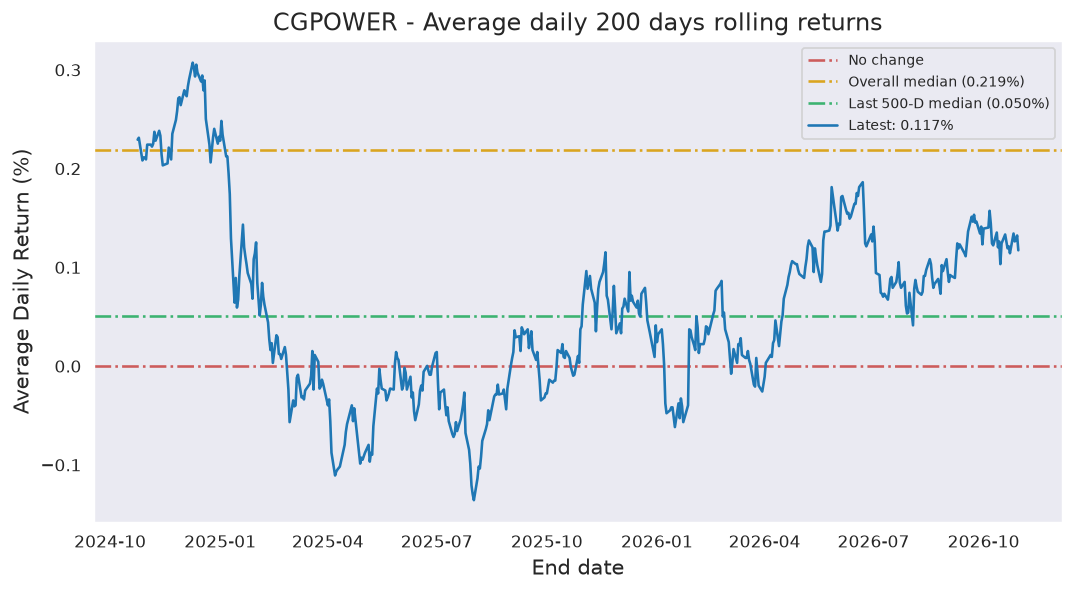 CGPOWER - Average daily 200 days rolling returns
No change
Overall median (0.219%)
Last 500-D median (0.050%)
Latest: 0.117%
Average Daily Return (%)
0.3
0.2
0.1
0.0
−0.1
2024-10 2025-01 2025-04 2025-07 2025-10 2026-01 2026-04 2026-07 2026-10
End date